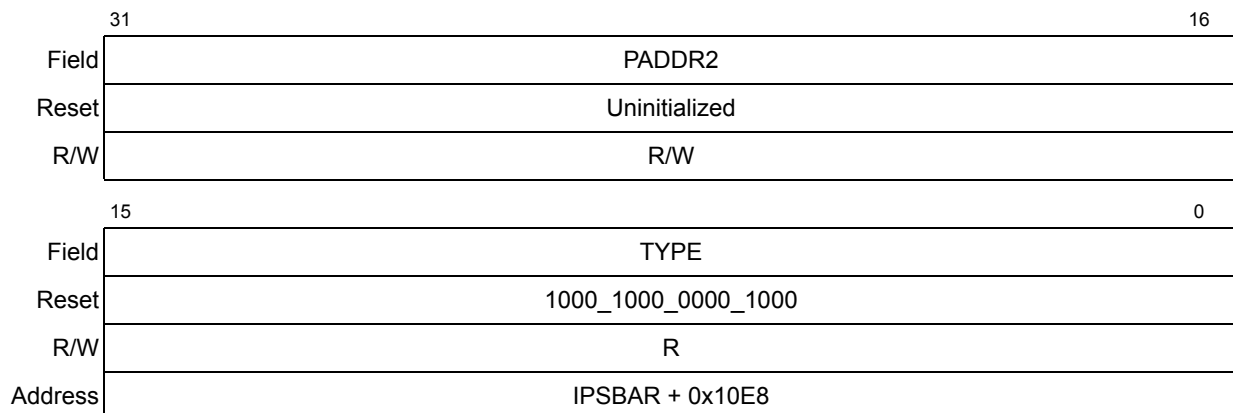 31 16
Field PADDR2
Reset Uninitialized
R/W R/W
15 0
Field TYPE
Reset 1000_1000_0000_1000
R/W R
Address IPSBAR + 0x10E8